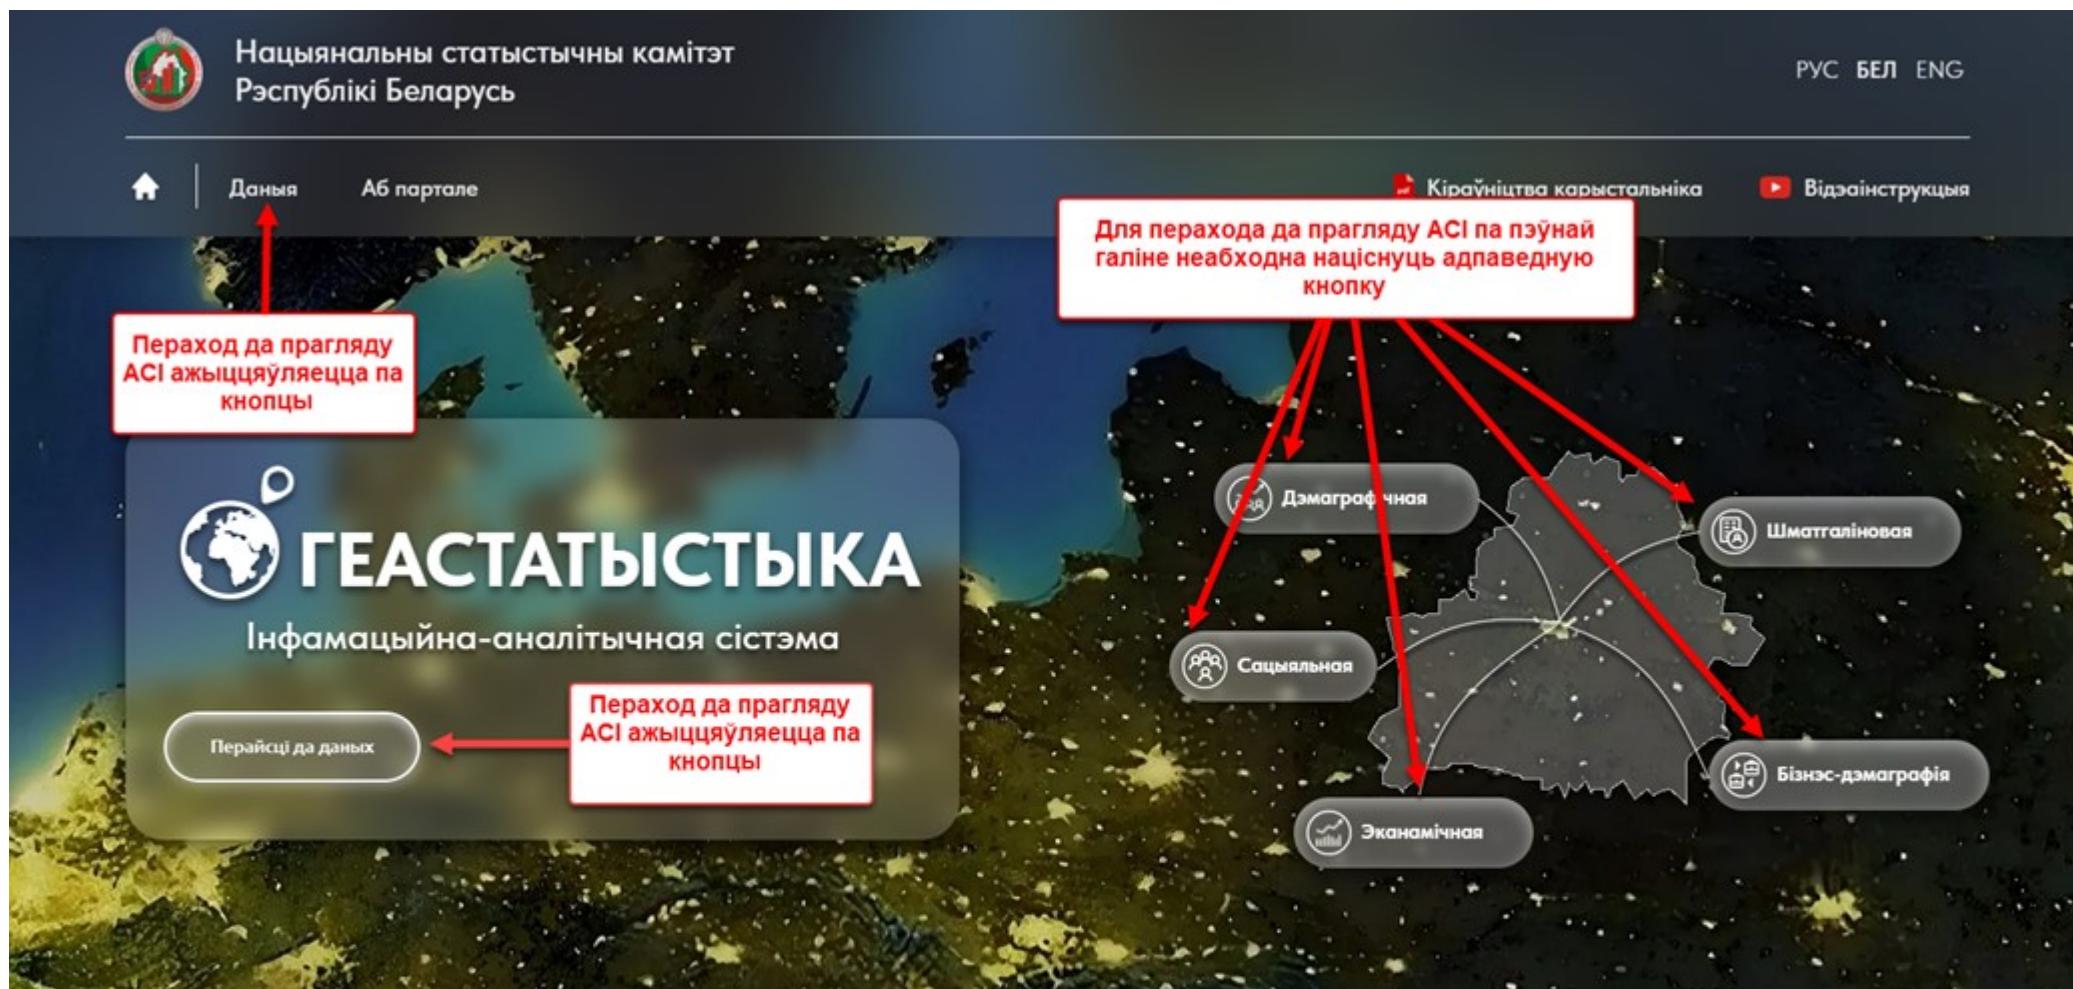 Нацыянальны статыстычны камітэт
Рэспублікі Беларусь
РУС БЕЛ ENG
Даныя
Аб партале
Кіраўніцтва карыстальніка
Відэаінструкцыя
Для перахода да прагляду АСІ па пэўнай
галіне неабходна націснуць адпаведную
кнопку
Пераход да прагляду
АСІ ажыццяўляецца па
кнопцы
ГЕАСТАТЫСТЫКА
Інфамацыйна-аналітычная сістэма
Перайсці да даных
Пераход да прагляду
АСІ ажыццяўляецца па
кнопцы
Дэмаграфічная
Шматгаліновая
Сацыяльная
Бізнэс-дэмаграфія
Эканамічная